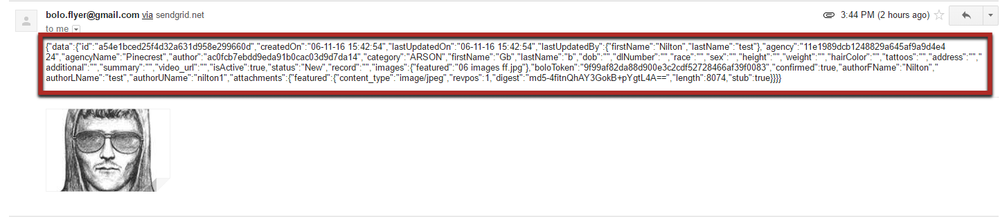 bolo.flyer@gmail.com via sendgrid.net
3:44 PM (2 hours ago)
to me
{"data":{"id":"a54e1bced25f4d32a631d958e299660d","createdOn":"06-11-16 15:42:54","lastUpdatedOn":"06-11-16 15:42:54","lastUpdatedBy":{"firstName":"Nilton","lastName":"test"},"agency":"11e1989dcb1248829a645af9a9d4e4
24","agencyName":"Pinecrest","author":"ac0fcb7ebdd9eda91b0cac03d9d7da14","category":"ARSON","firstName":"Gb","lastName":"b","dob":"","dlNumber":"","race":"","sex":"","height":"","weight":"","hairColor":"","tattoos":"","address":"","
additional":"","summary":"","video_url":"","isActive":true,"status":"New","record":"","images":{"featured":"06 images ff.jpg"},"boloToken":"9f99af82da88d900e3c2cdf52728466af39f0083","confirmed":true,"authorFName":"Nilton","
authorLName":"test","authorUName":"nilton1","attachments":{"featured":{"content_type":"image/jpeg","revpos":1,"digest":"md5-4fitnQhAY3GokB+pYgtL4A==","length":8074,"stub":true}}}}